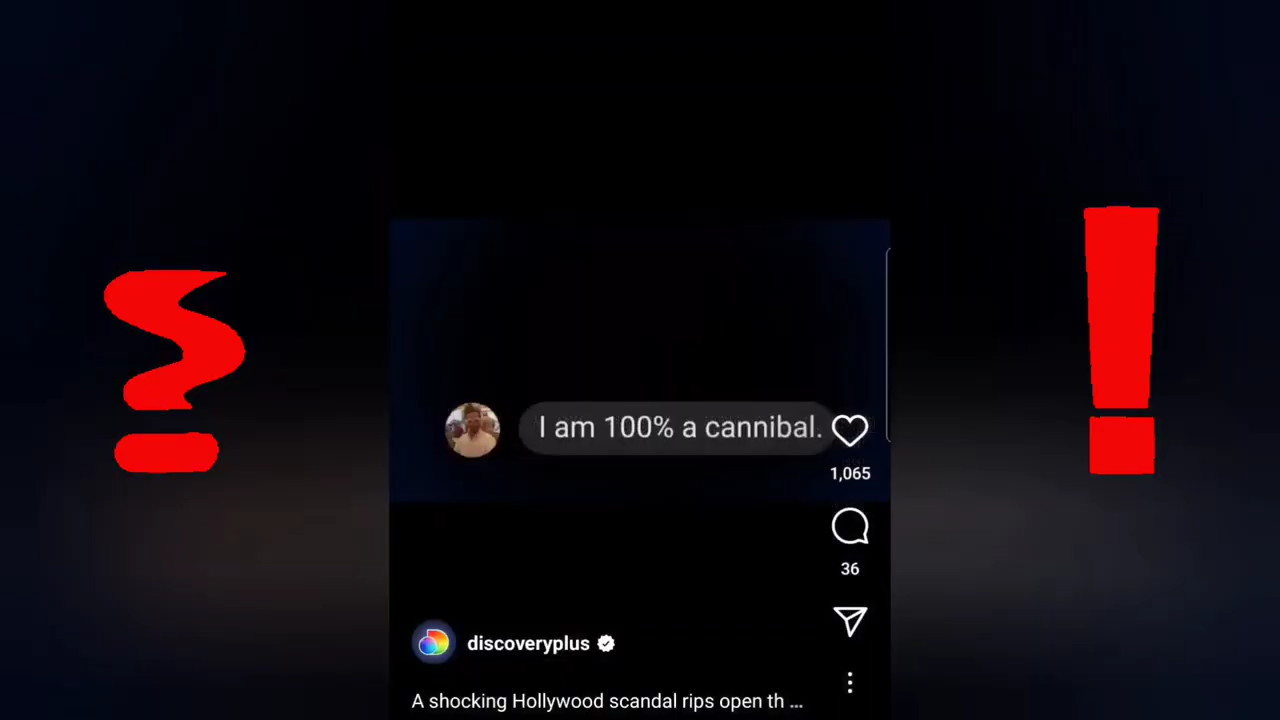 I am 100% a cannibal.
1,065
36
discoveryplus
A shocking Hollywood scandal rips open th ...
!